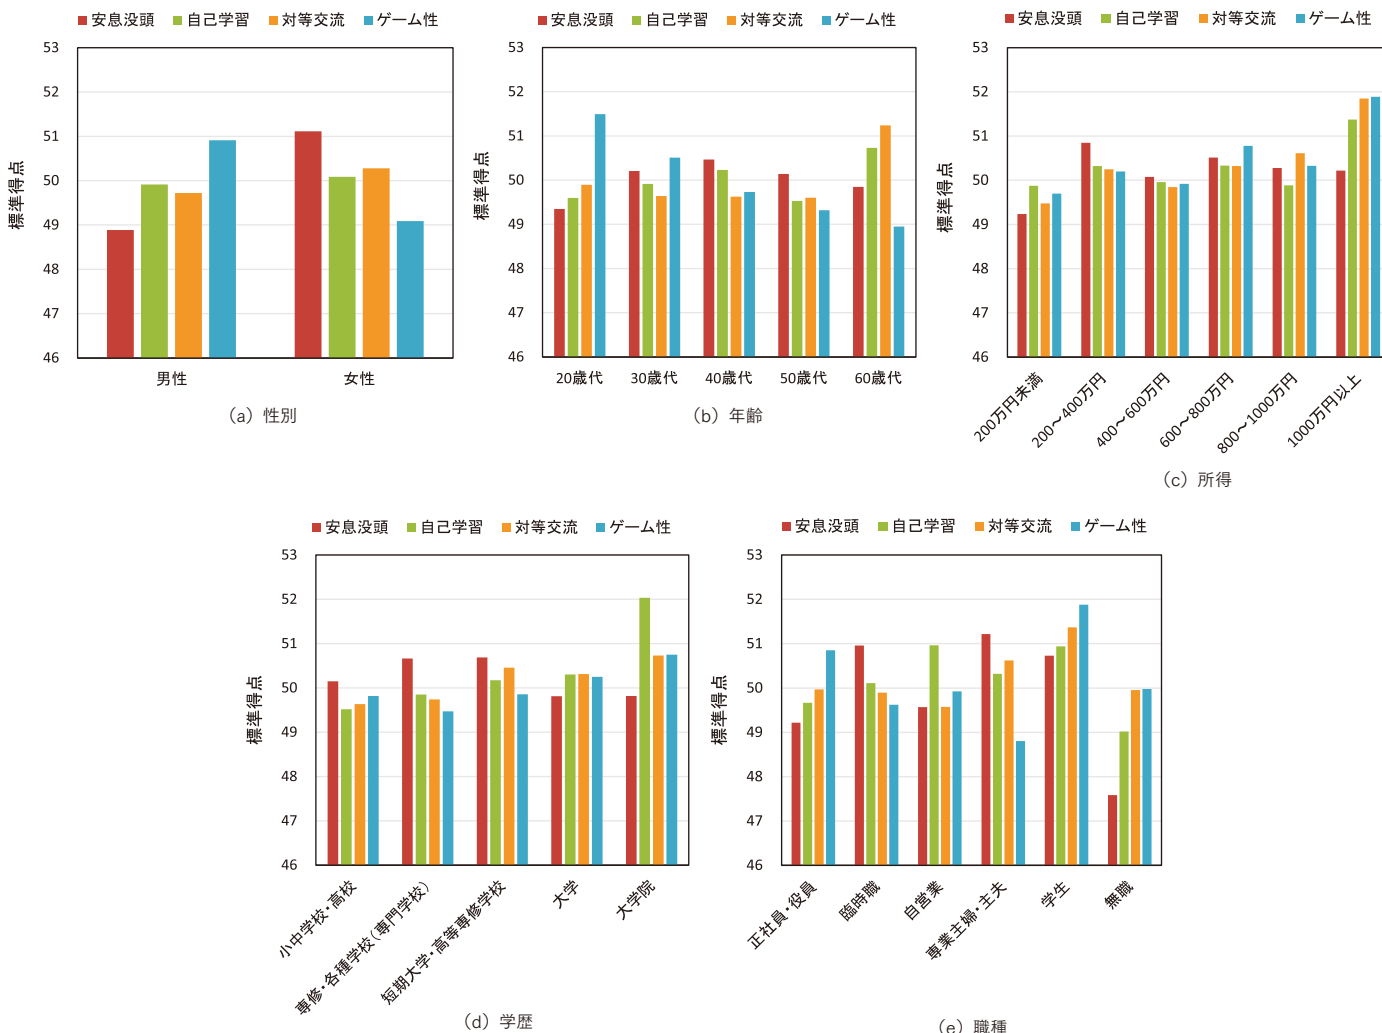 安息没頭 自己学習 対等交流 ゲーム性
53
52
51
50
49
48
47
46
標準得点
男性 女性
(a) 性別
安息没頭 自己学習 対等交流 ゲーム性
53
52
51
50
49
48
47
46
標準得点
20歳代 30歳代 40歳代 50歳代 60歳代
(b) 年齢
安息没頭 自己学習 対等交流 ゲーム性
53
52
51
50
49
48
47
46
標準得点
200万円未満 200～400万円 400～600万円 600～800万円 800～1000万円 1000万円以上
(c) 所得
安息没頭 自己学習 対等交流 ゲーム性
53
52
51
50
49
48
47
46
標準得点
小中学校・高校 専修・各種学校(専門学校) 短期大学・高等専修学校 大学 大学院
(d) 学歴
安息没頭 自己学習 対等交流 ゲーム性
53
52
51
50
49
48
47
46
標準得点
正社員・役員 臨時職 自営業 専業主婦・主夫 学生 無職
(e) 職種